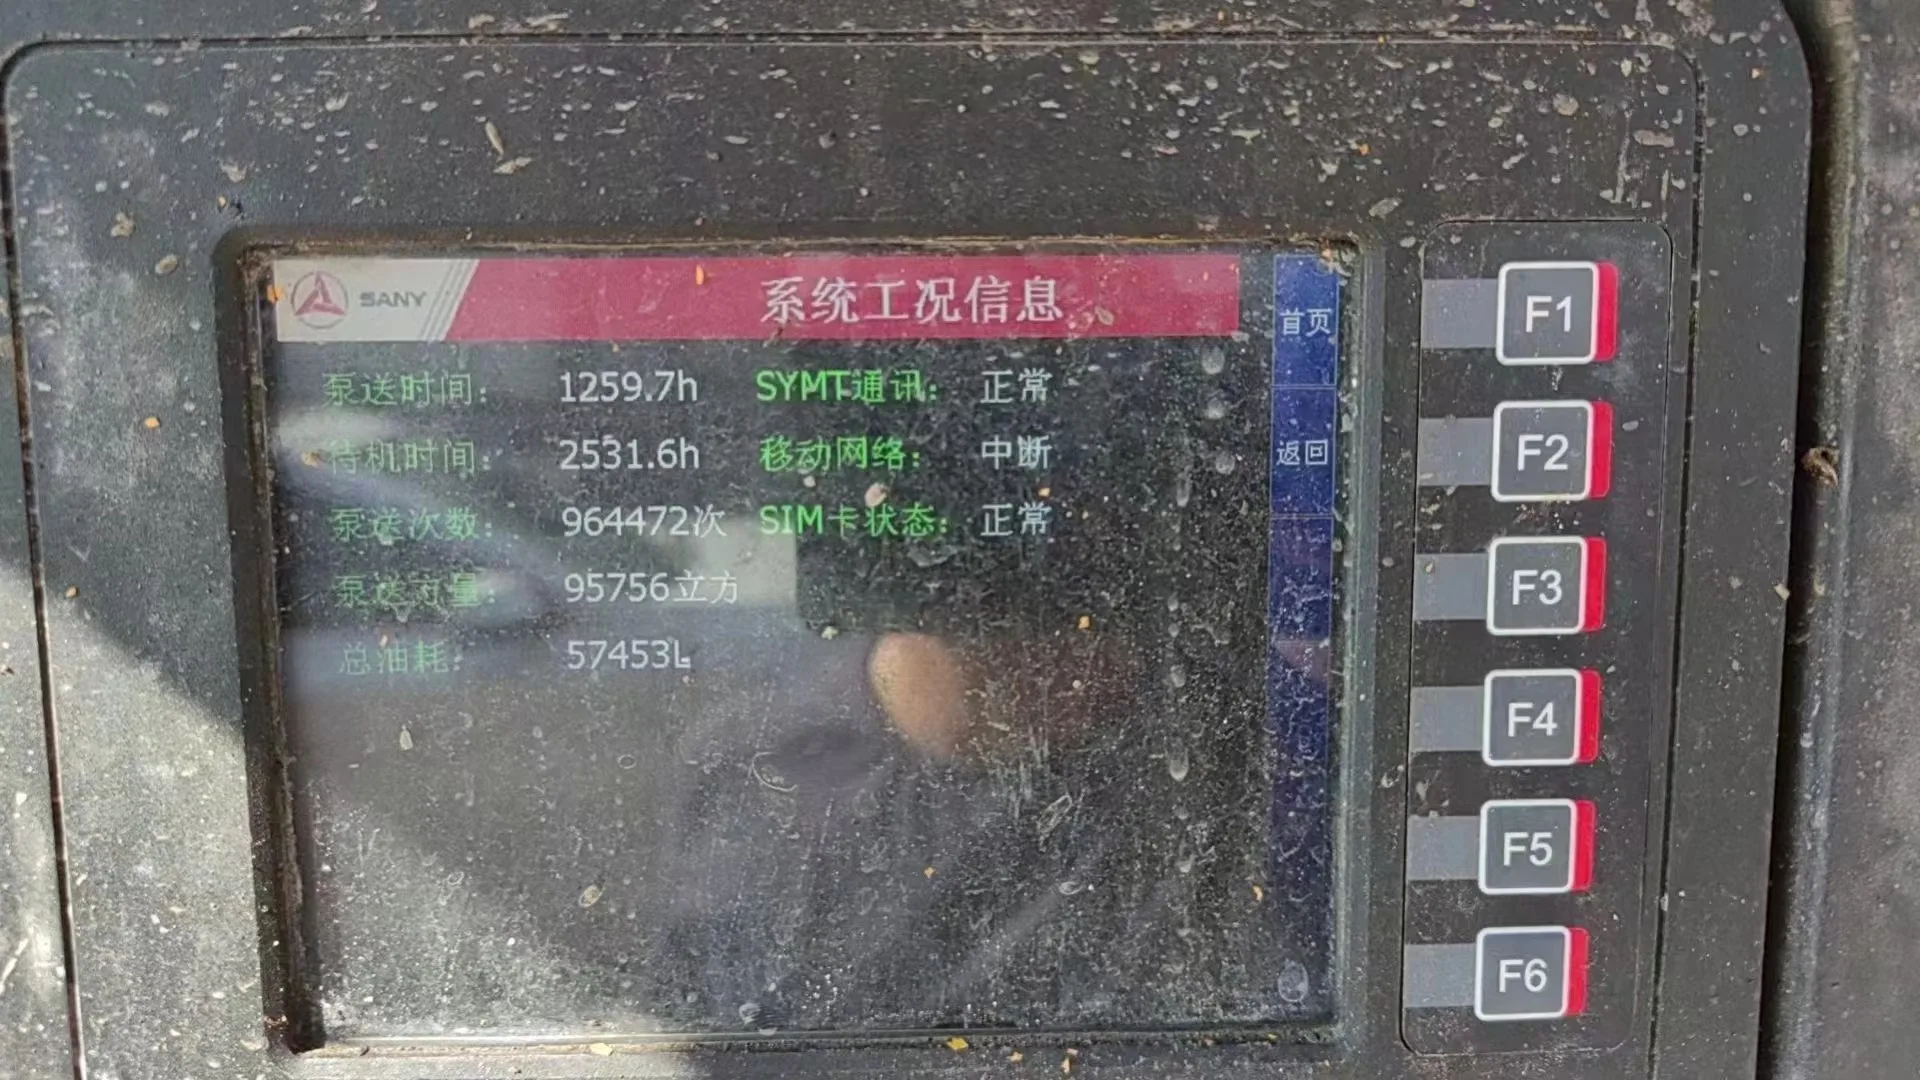 SANY
系统工况信息
首页
泵送时间: 1259.7h SYMT通讯: 正常
待机时间: 2531.6h 移动网络: 中断
返回
泵送次数: 964472次 SIM卡状态: 正常
泵送方量: 95756立方
总油耗: 57453L
F1
F2
F3
F4
F5
F6